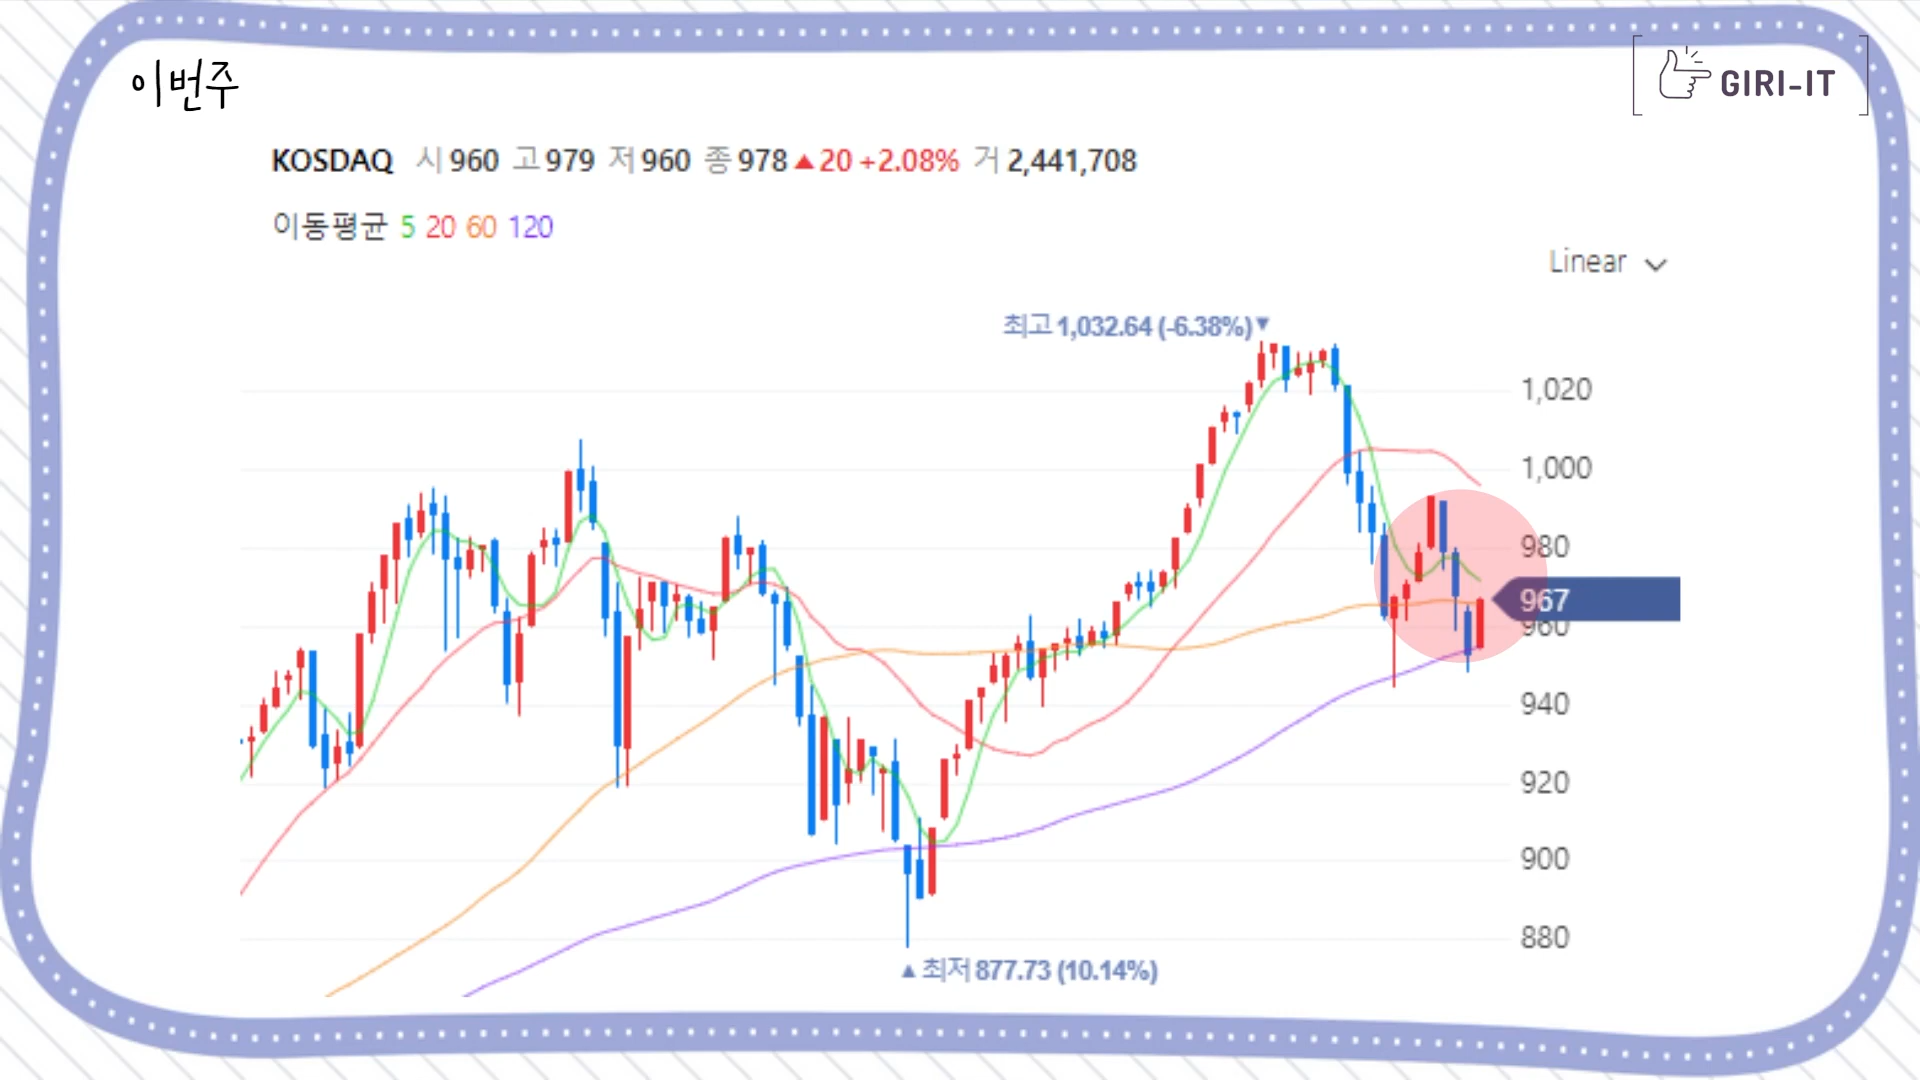 이번주
GIRI-IT
KOSDAQ 시 960 고 979 저 960 종 978 ▲ 20 +2.08% 거 2,441,708
이동평균 5 20 60 120
Linear
최고 1,032.64 (-6.38%) ▼
1,020
1,000
980
967
960
940
920
900
880
▲ 최저 877.73 (10.14%)